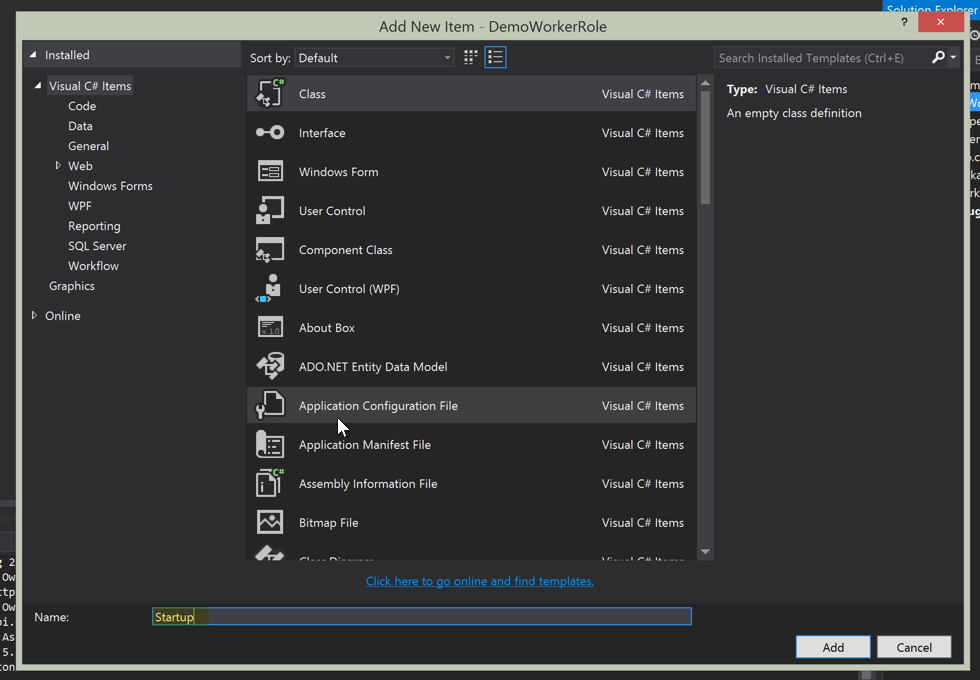 Solution Explorer
Add New Item - DemoWorkerRole
?
Installed
Sort by: Default
Search Installed Templates (Ctrl+E)
Visual C# Items
Code
Data
General
Web
Windows Forms
WPF
Reporting
SQL Server
Workflow
Graphics
Online
Class Visual C# Items
Interface Visual C# Items
Windows Form Visual C# Items
User Control Visual C# Items
Component Class Visual C# Items
User Control (WPF) Visual C# Items
About Box Visual C# Items
ADO.NET Entity Data Model Visual C# Items
Application Configuration File Visual C# Items
Application Manifest File Visual C# Items
Assembly Information File Visual C# Items
Bitmap File Visual C# Items
Class Diagram Visual C# Items
Type: Visual C# Items
An empty class definition
Click here to go online and find templates.
Name: Startup
Add Cancel